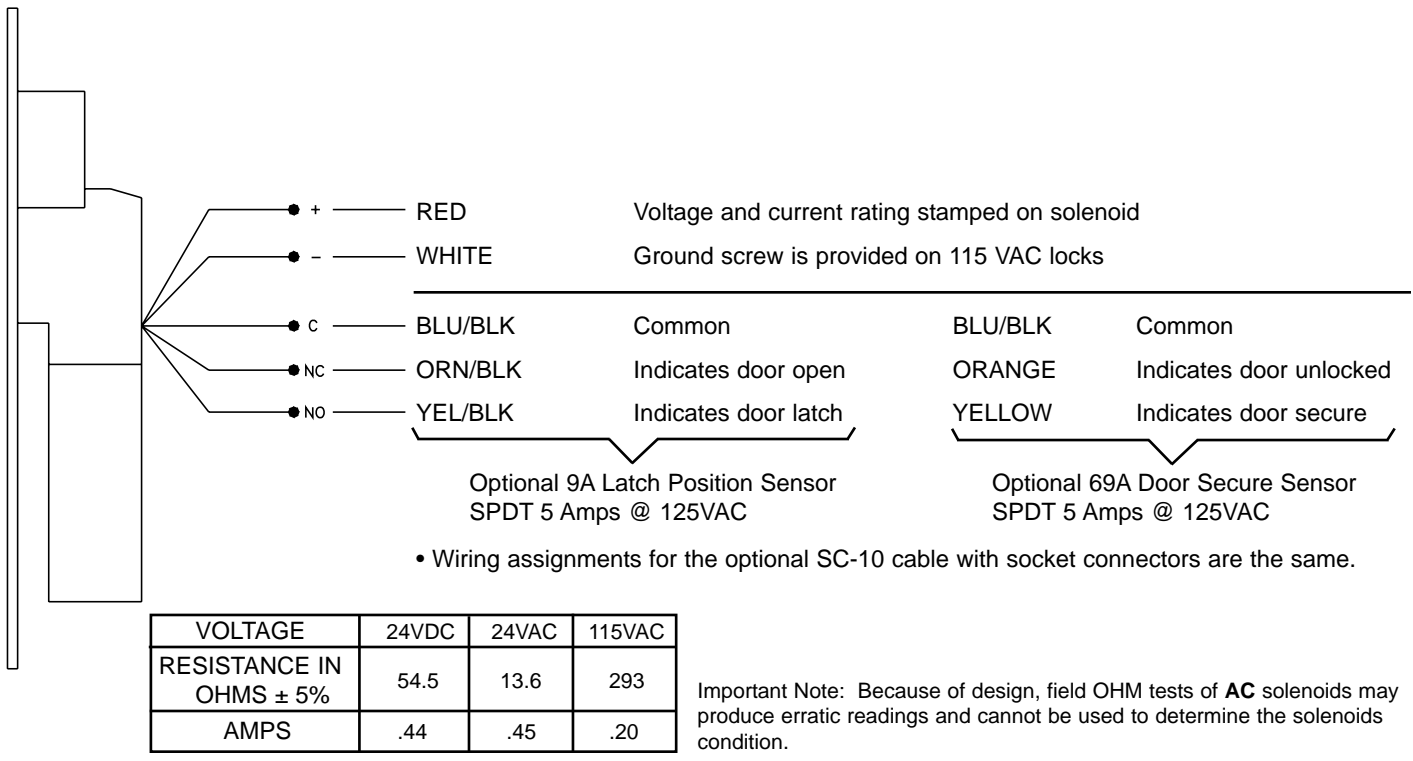 + RED Voltage and current rating stamped on solenoid
– WHITE Ground screw is provided on 115 VAC locks
C BLU/BLK Common BLU/BLK Common
NC ORN/BLK Indicates door open ORANGE Indicates door unlocked
NO YEL/BLK Indicates door latch YELLOW Indicates door secure
Optional 9A Latch Position Sensor
SPDT 5 Amps @ 125VAC
Optional 69A Door Secure Sensor
SPDT 5 Amps @ 125VAC
• Wiring assignments for the optional SC-10 cable with socket connectors are the same.
VOLTAGE 24VDC 24VAC 115VAC
RESISTANCE IN
OHMS ± 5% 54.5 13.6 293
AMPS .44 .45 .20
Important Note: Because of design, field OHM tests of AC solenoids may
produce erratic readings and cannot be used to determine the solenoids
condition.